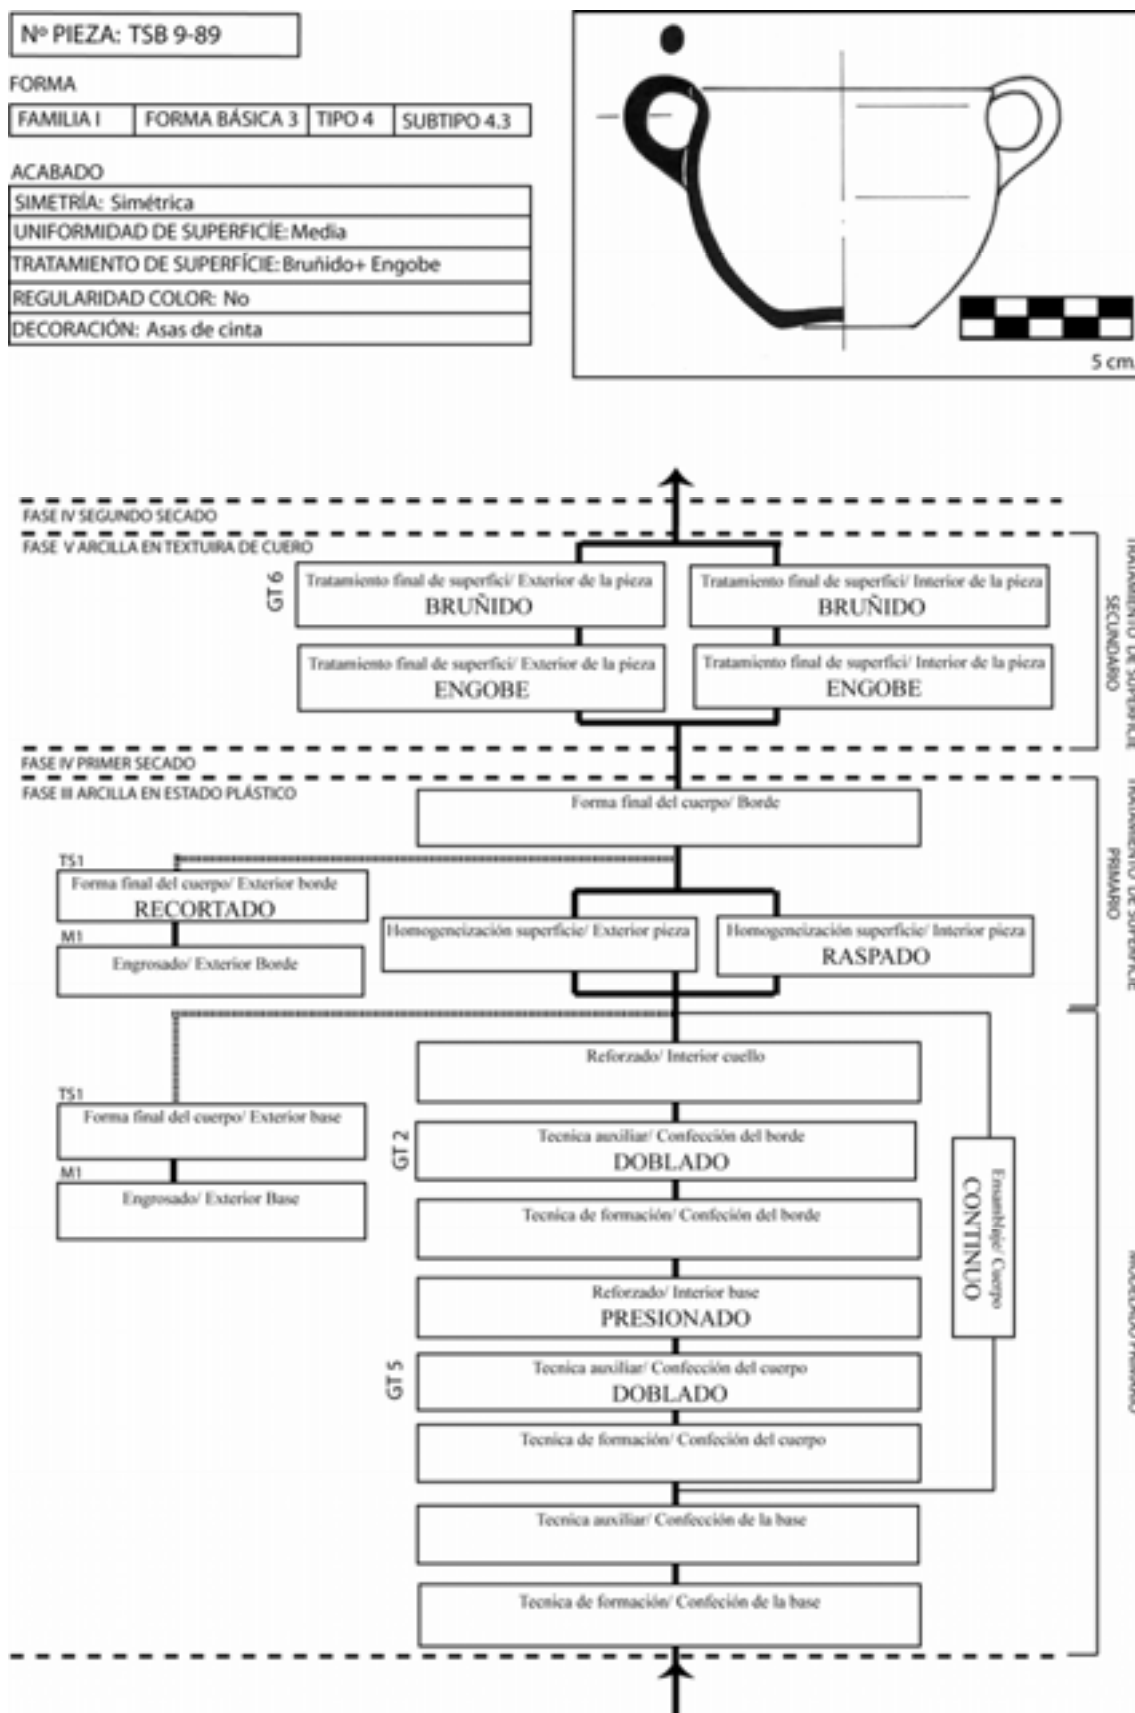 Nº PIEZA: TSB 9-89
FORMA
FAMILIA I
FORMA BÁSICA 3
TIPO 4
SUBTIPO 4.3
ACABADO
SIMETRÍA: Simétrica
UNIFORMIDAD DE SUPERFICÍE: Media
TRATAMIENTO DE SUPERFÍCIE: Bruñido+ Engobe
REGULARIDAD COLOR: No
DECORACIÓN: Asas de cinta
5 cm.
FASE IV SEGUNDO SECADO
FASE V ARCILLA EN TEXTUIRA DE CUERO
GT 6
Tratamiento final de superfici/ Exterior de la pieza
BRUÑIDO
Tratamiento final de superfici/ Interior de la pieza
BRUÑIDO
Tratamiento final de superfici/ Exterior de la pieza
ENGOBE
Tratamiento final de superfici/ Interior de la pieza
ENGOBE
TRATAMIENTO DE SUPERFICIE
SECUNDARIO
FASE IV PRIMER SECADO
FASE III ARCILLA EN ESTADO PLÁSTICO
Forma final del cuerpo/ Borde
TS1
Forma final del cuerpo/ Exterior borde
RECORTADO
M1
Engrosado/ Exterior Borde
Homogeneización superficie/ Exterior pieza
Homogeneización superficie/ Interior pieza
RASPADO
TRATAMIENTO DE SUPERFICIE
PRIMARIO
Reforzado/ Interior cuello
TS1
Forma final del cuerpo/ Exterior base
M1
Engrosado/ Exterior Base
GT 2
Tecnica auxiliar/ Confección del borde
DOBLADO
Tecnica de formación/ Confeción del borde
Reforzado/ Interior base
PRESIONADO
GT 5
Tecnica auxiliar/ Confección del cuerpo
DOBLADO
Tecnica de formación/ Confeción del cuerpo
Ensamblaje/ Cuerpo
CONTINUO
Tecnica auxiliar/ Confección de la base
Tecnica de formación/ Confeción de la base
MODELADO PRIMARIO